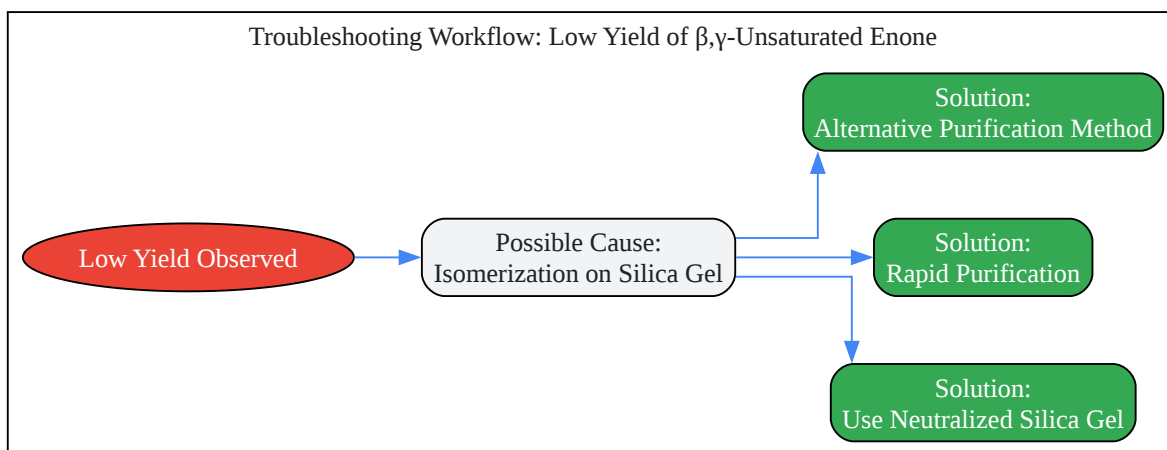 Troubleshooting Workflow: Low Yield of β,γ-Unsaturated Enone
Solution:
Alternative Purification Method
Low Yield Observed
Possible Cause:
Isomerization on Silica Gel
Solution:
Rapid Purification
Solution:
Use Neutralized Silica Gel